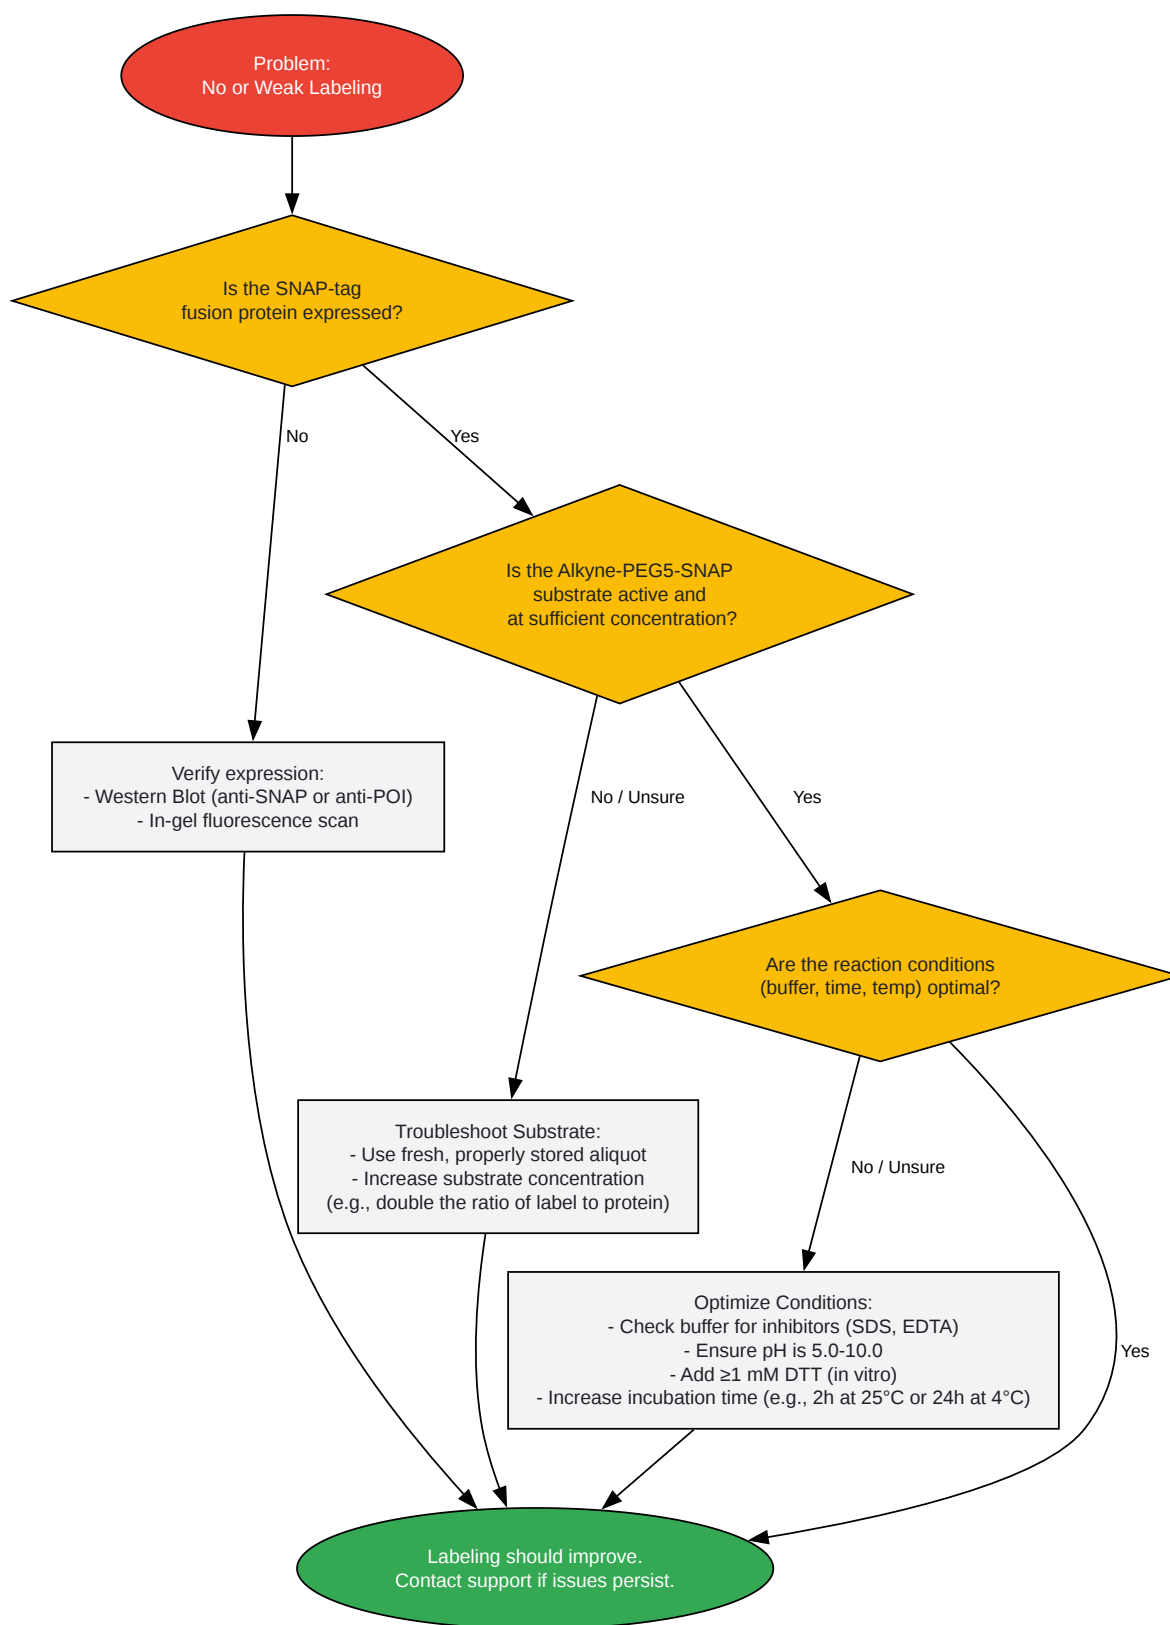 Problem:
No or Weak Labeling
Is the SNAP-tag
fusion protein expressed?
No
Yes
Is the Alkyne-PEG5-SNAP
substrate active and
at sufficient concentration?
Verify expression:
- Western Blot (anti-SNAP or anti-POI)
- In-gel fluorescence scan
No / Unsure
Yes
Are the reaction conditions
(buffer, time, temp) optimal?
Troubleshoot Substrate:
- Use fresh, properly stored aliquot
- Increase substrate concentration
(e.g., double the ratio of label to protein)
No / Unsure
Optimize Conditions:
- Check buffer for inhibitors (SDS, EDTA)
- Ensure pH is 5.0-10.0
- Add ≥1 mM DTT (in vitro)
- Increase incubation time (e.g., 2h at 25°C or 24h at 4°C)
Yes
Labeling should improve.
Contact support if issues persist.